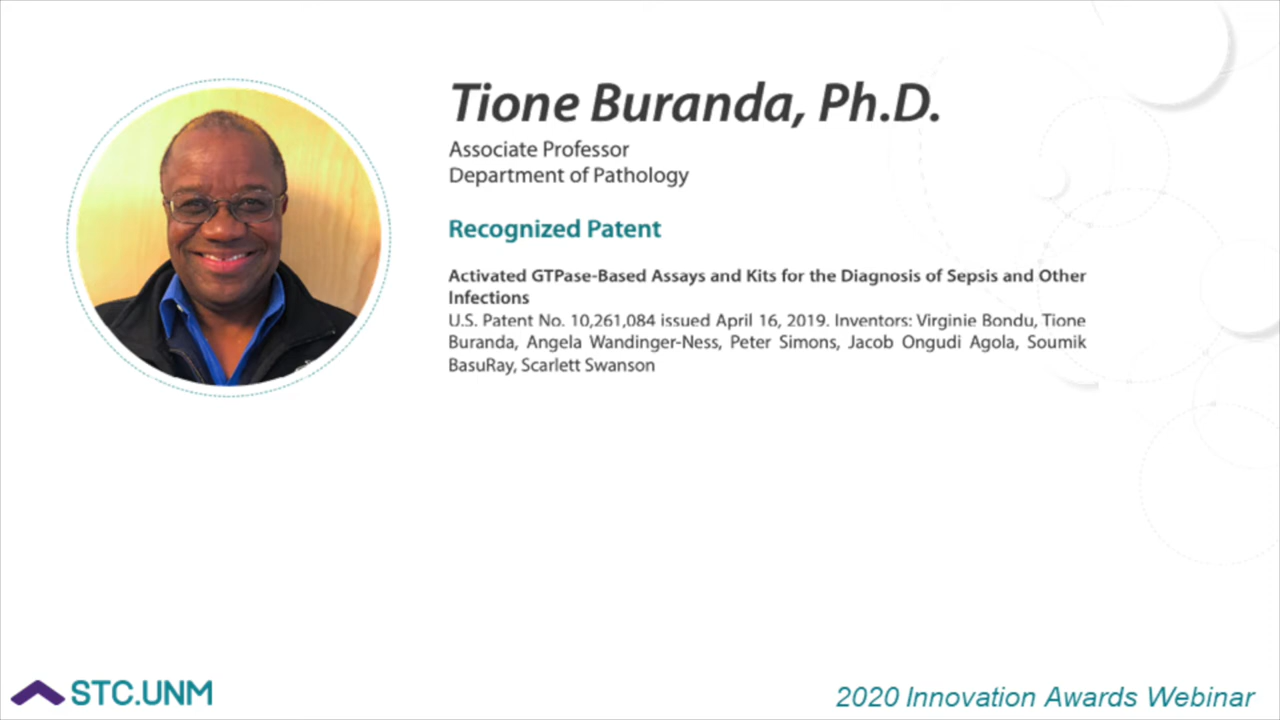 Tione Buranda, Ph.D.
Associate Professor
Department of Pathology
Recognized Patent
Activated GTPase-Based Assays and Kits for the Diagnosis of Sepsis and Other
Infections
U.S. Patent No. 10,261,084 issued April 16, 2019. Inventors: Virginie Bondu, Tione
Buranda, Angela Wandinger-Ness, Peter Simons, Jacob Ongudi Agola, Soumik
BasuRay, Scarlett Swanson
STC.UNM
2020 Innovation Awards Webinar